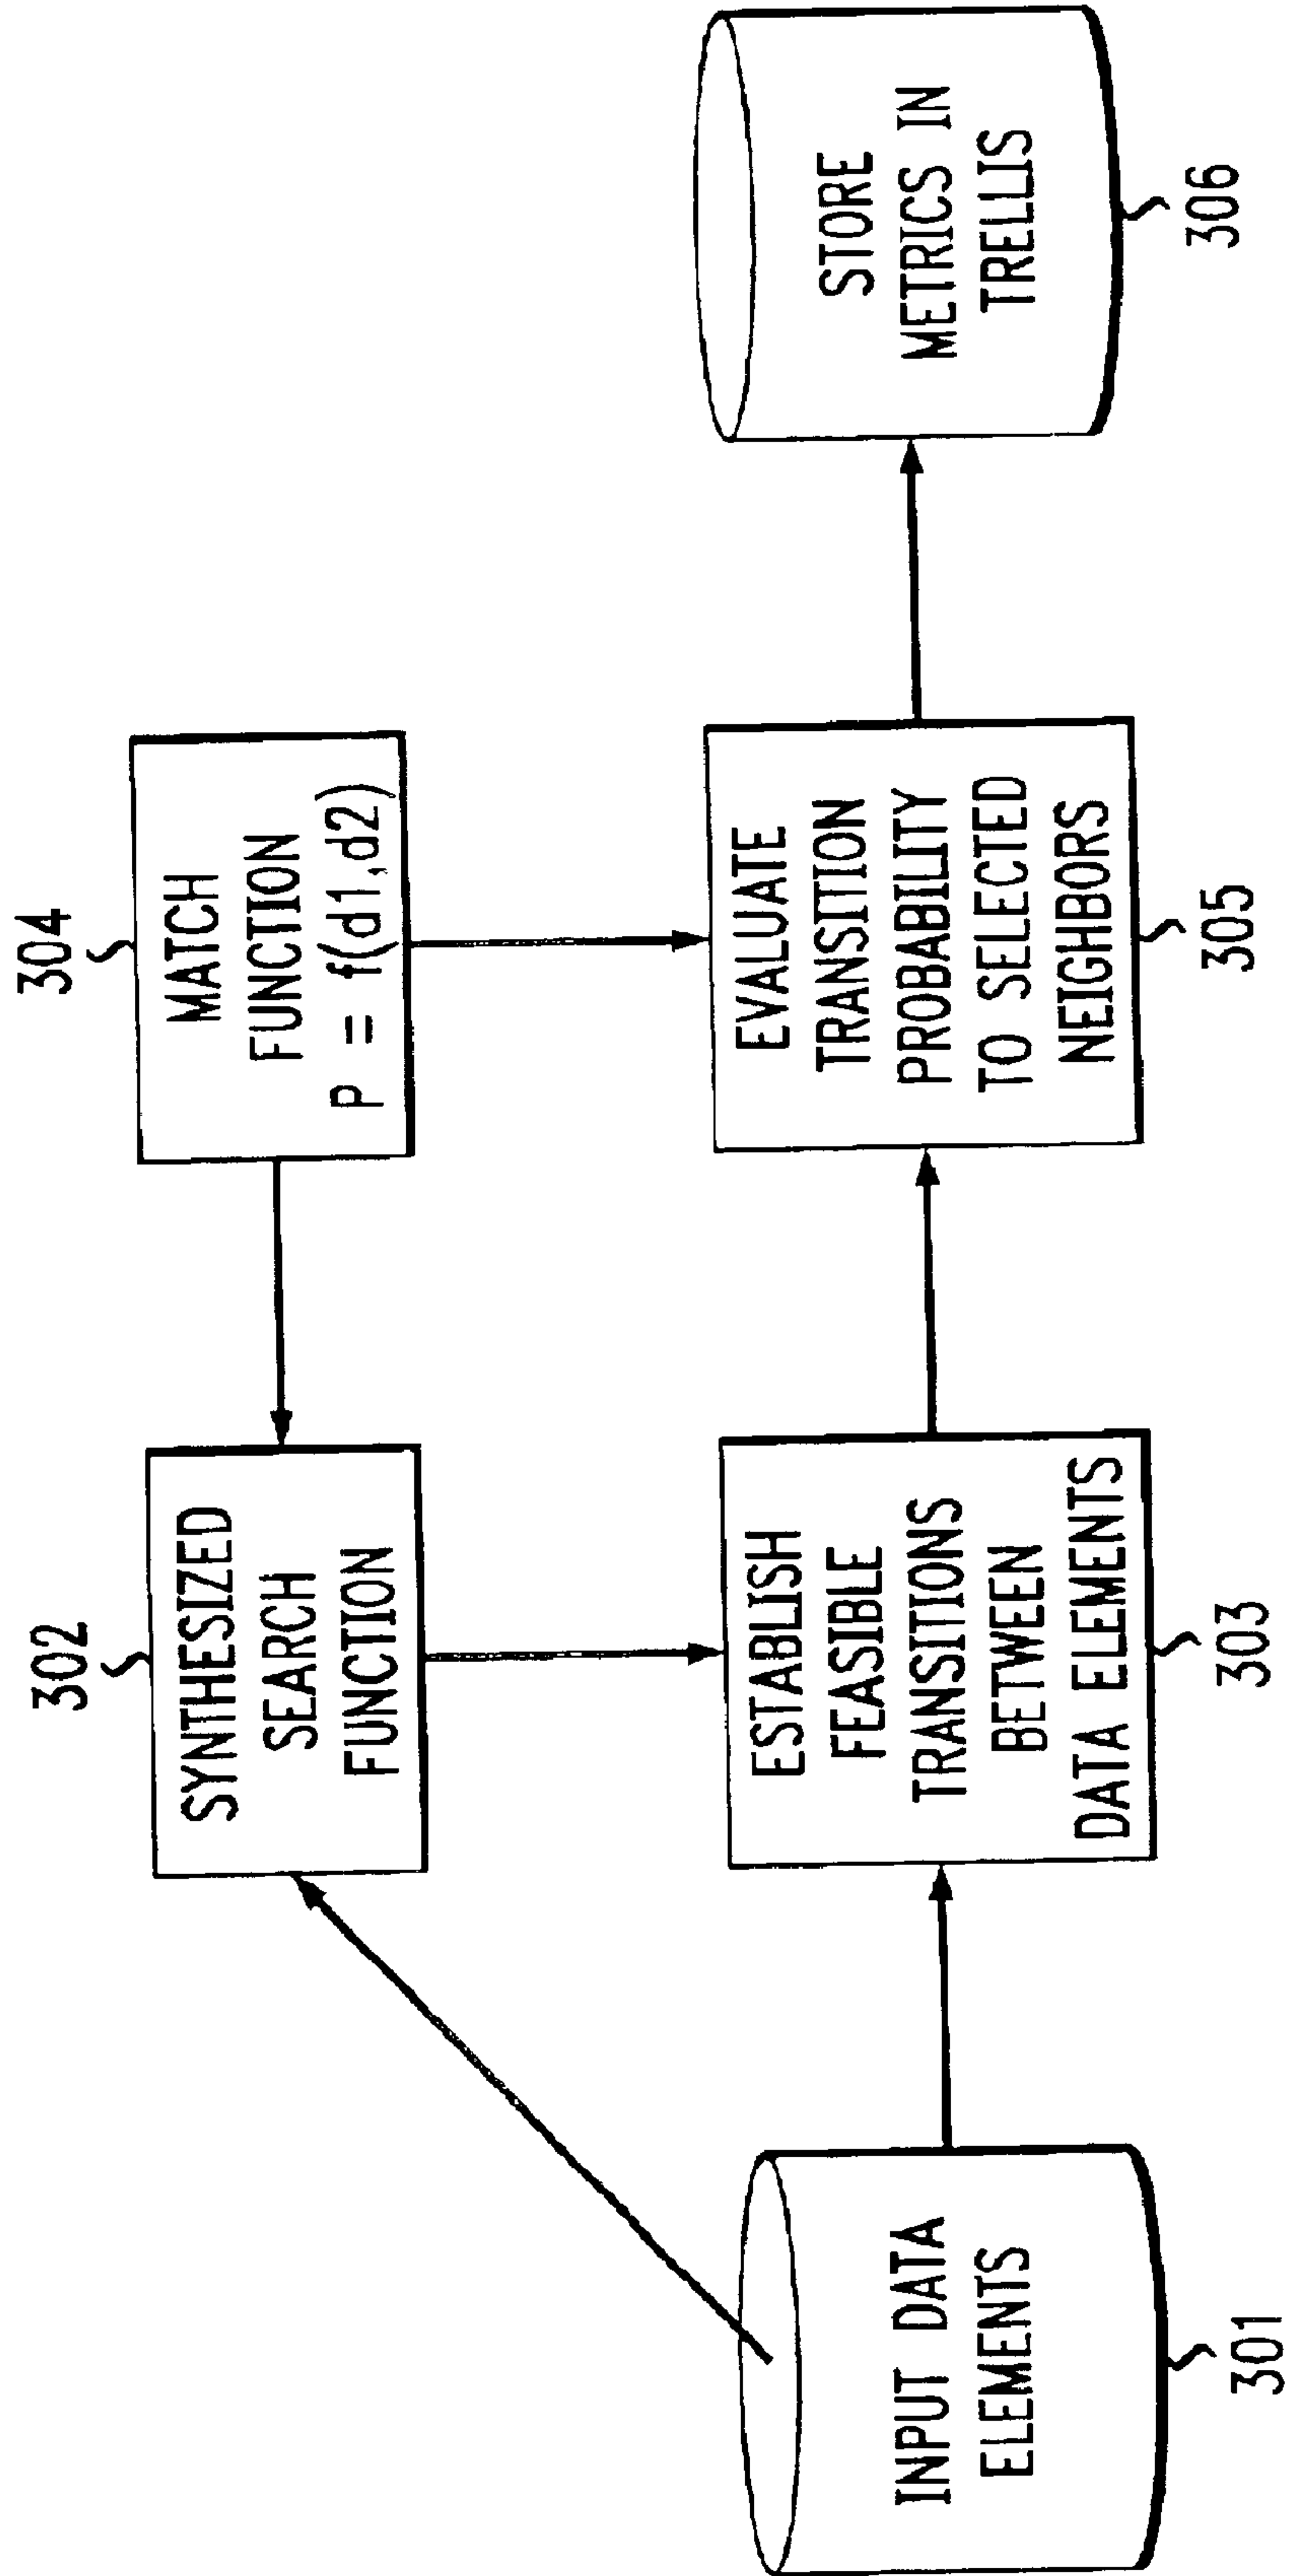 304
MATCH
FUNCTION
P = f(d1,d2)
302
SYNTHESIZED
SEARCH
FUNCTION
INPUT DATA
ELEMENTS
301
ESTABLISH
FEASIBLE
TRANSITIONS
BETWEEN
DATA ELEMENTS
303
EVALUATE
TRANSITION
PROBABILITY
TO SELECTED
NEIGHBORS
305
STORE
METRICS IN
TRELLIS
306